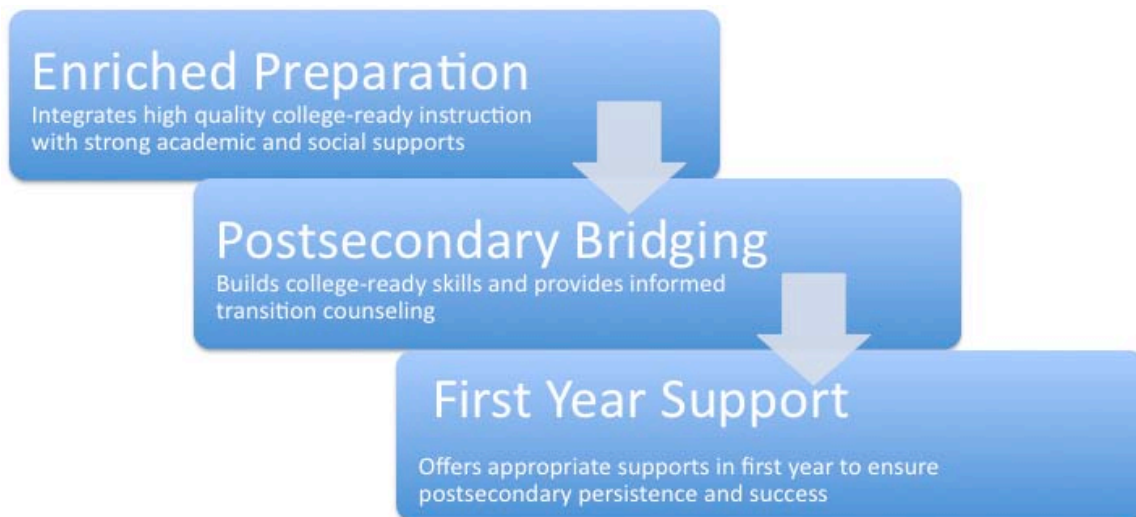 Enriched Preparation
Integrates high quality college-ready instruction
with strong academic and social supports
Postsecondary Bridging
Builds college-ready skills and provides informed
transition counseling
First Year Support
Offers appropriate supports in first year to ensure
postsecondary persistence and success